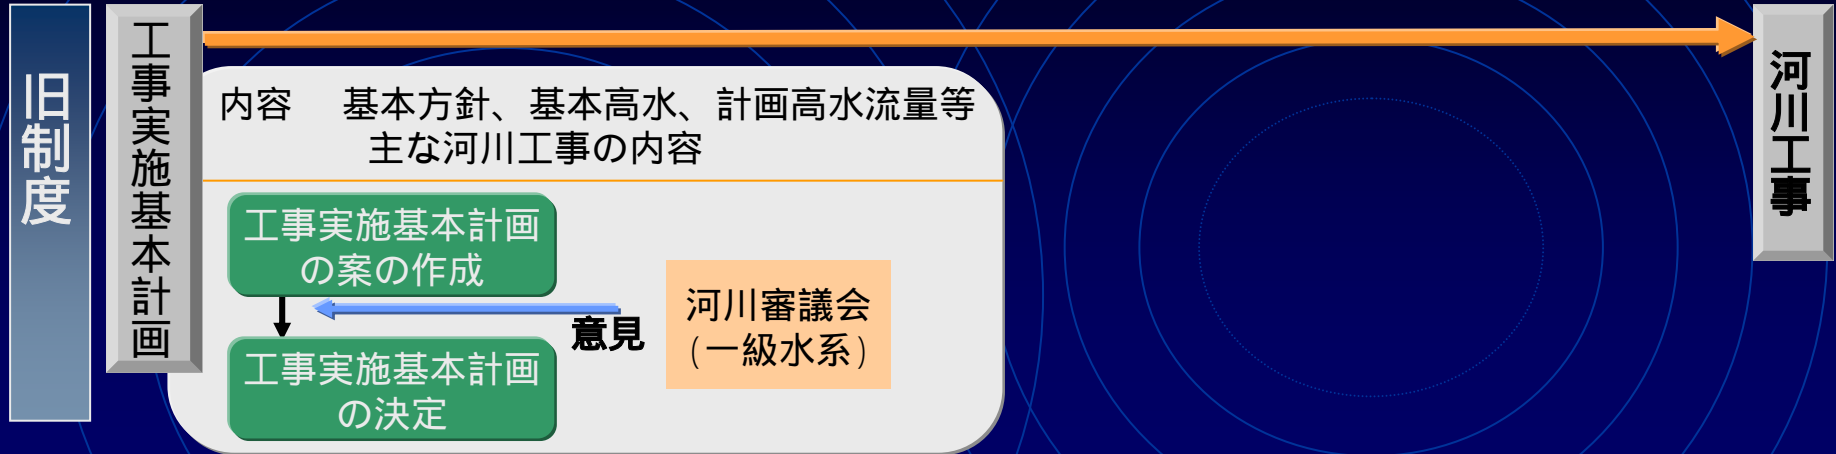 旧制度
工事実施基本計画
内容　基本方針、基本高水、計画高水流量等
主な河川工事の内容
工事実施基本計画
の案の作成
意見
河川審議会
(一級水系)
工事実施基本計画
の決定
河川工事